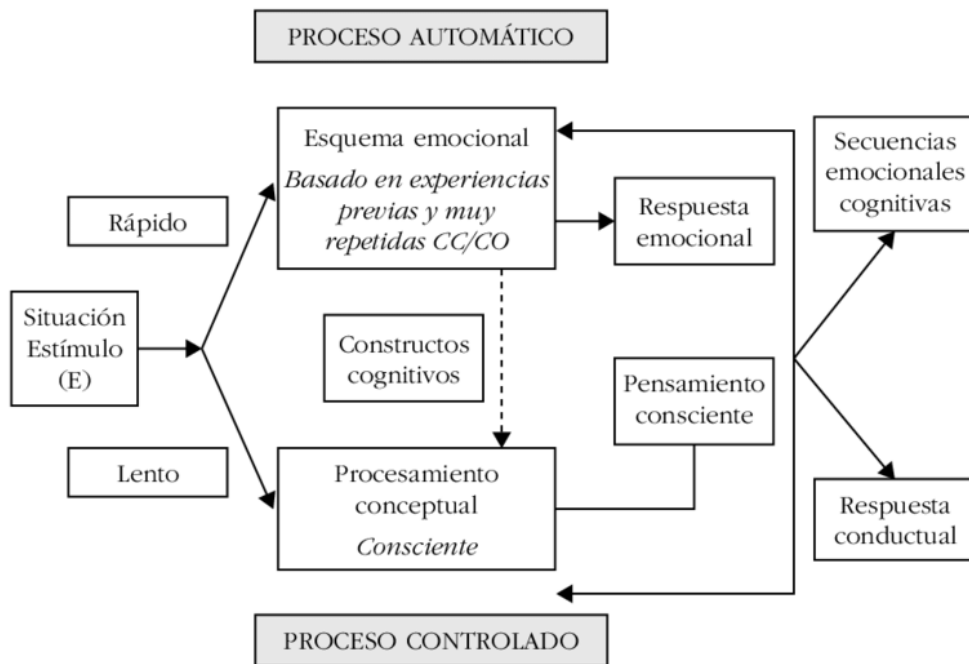 PROCESO AUTOMÁTICO
Esquema emocional
Basado en experiencias
previas y muy
repetidas CC/CO
Secuencias
emocionales
cognitivas
Rápido
Respuesta
emocional
Situación
Estímulo
(E)
Constructos
cognitivos
Pensamiento
consciente
Lento
Procesamiento
conceptual
Consciente
Respuesta
conductual
PROCESO CONTROLADO